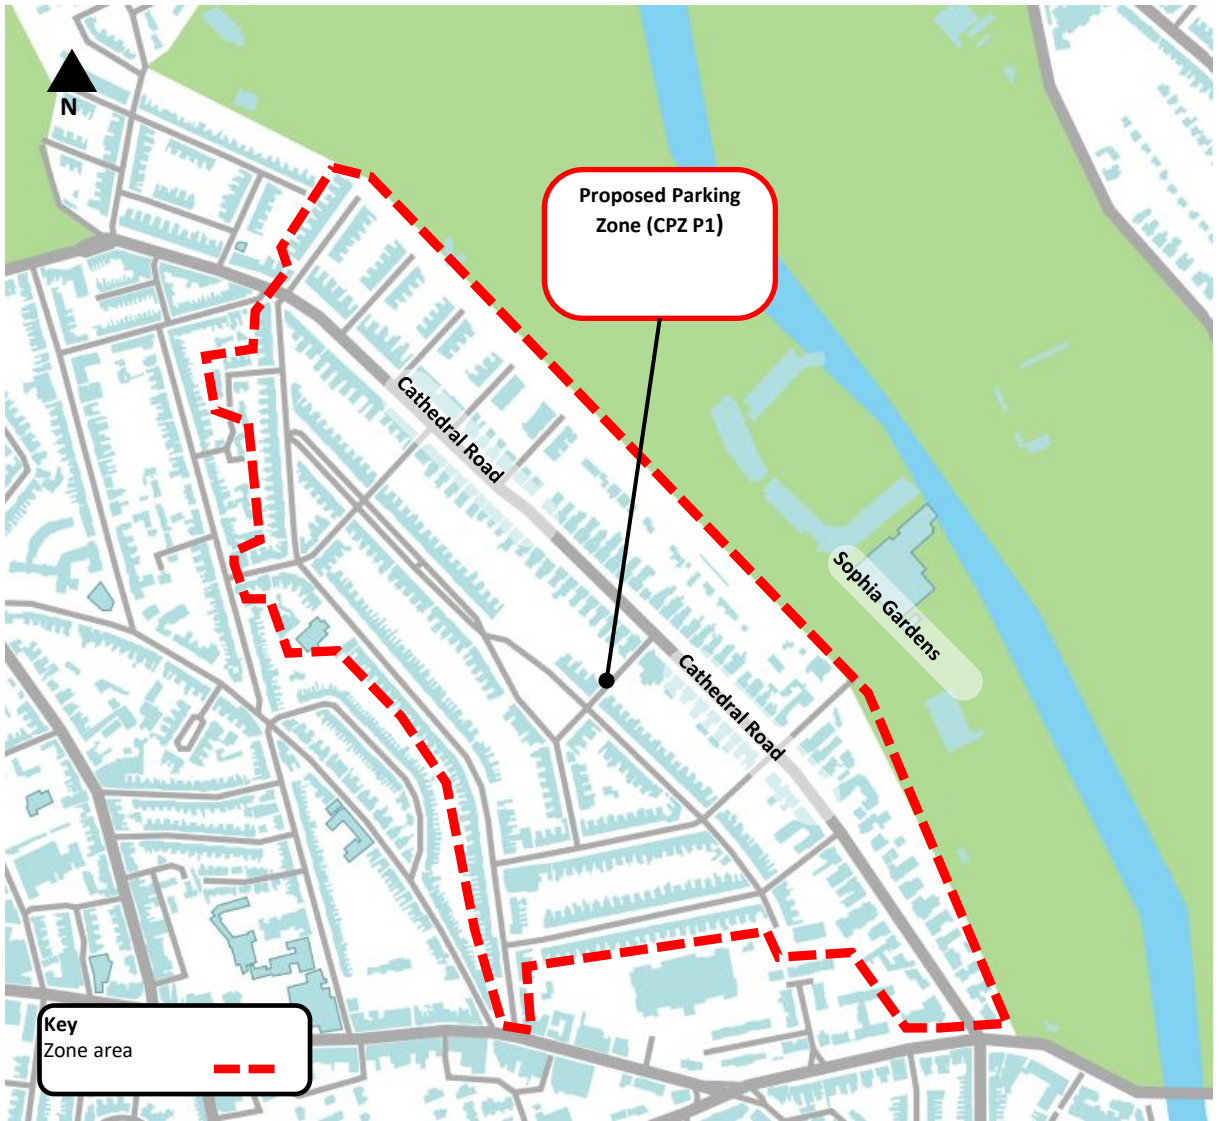 N
Proposed Parking
Zone (CPZ P1)
Cathedral Road
Sophia Gardens
Cathedral Road
Key
Zone area